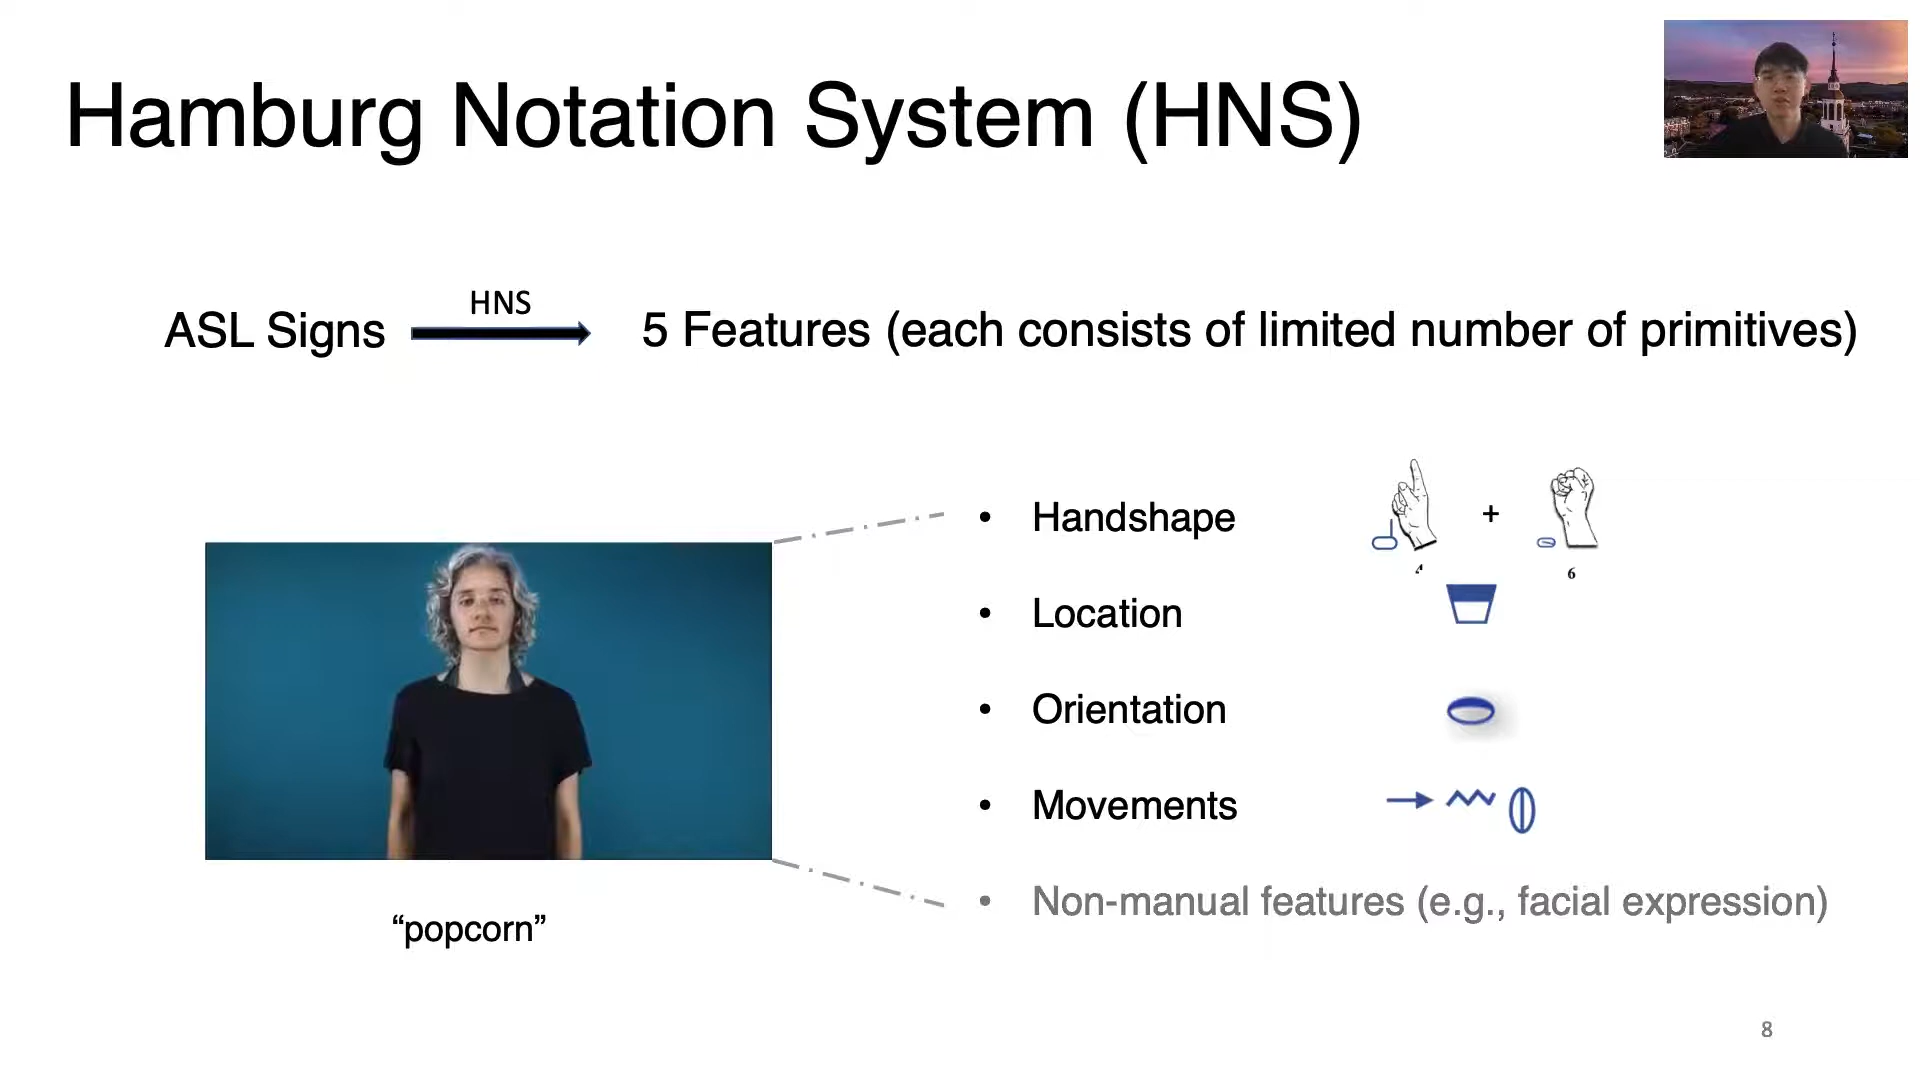 Hamburg Notation System (HNS)
HNS
ASL Signs
5 Features (each consists of limited number of primitives)
• Handshape
+
4
6
• Location
• Orientation
• Movements
• Non-manual features (e.g., facial expression)
“popcorn”
8